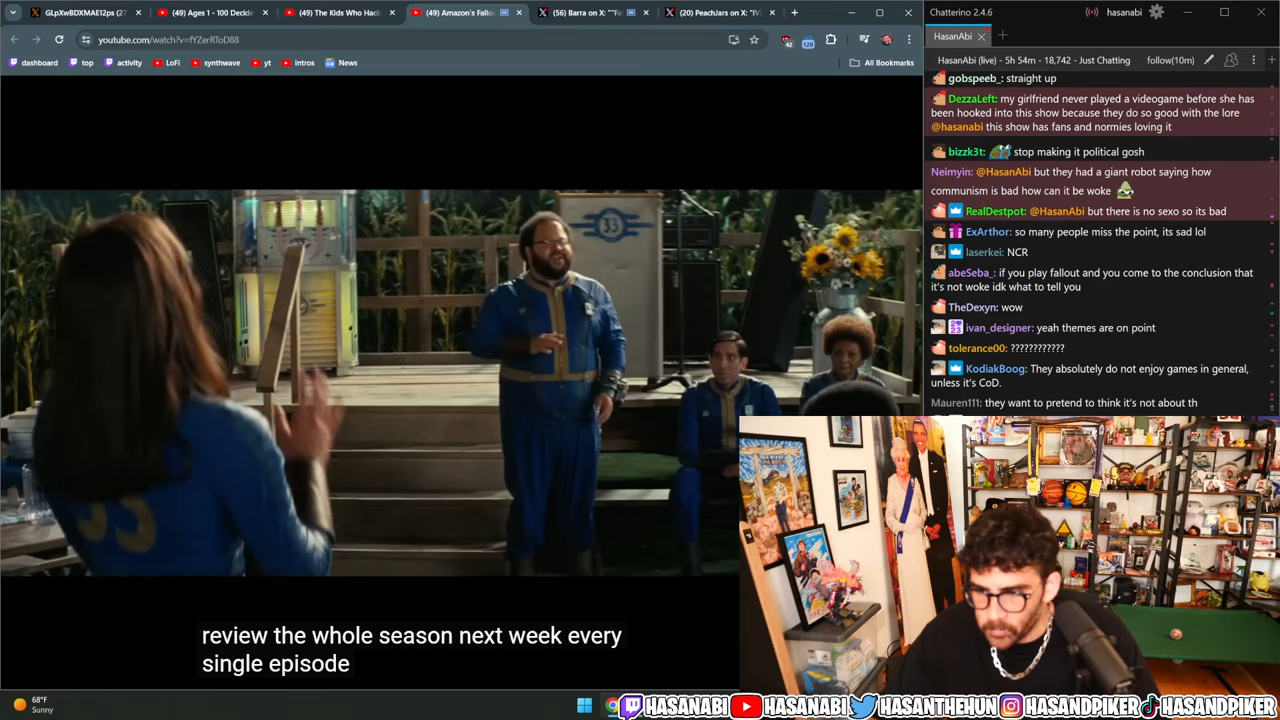 GLpXwBDXMAE12ps (27
(49) Ages 1 - 100 Decide
(49) The Kids Who Hac
(49) Amazon's Fallo
(56) Barra on X: ""Fa
(20) PeachJars on X: "IV
youtube.com/watch?v=fYZerRToD88
42
120
dashboard
top
activity
LoFi
synthwave
yt
intros
News
All Bookmarks
33
33
review the whole season next week every
single episode
Chatterino 2.4.6
hasanabi
HasanAbi
HasanAbi (live) - 5h 54m - 18,742 - Just Chatting
follow(10m)
gobspeeb_: straight up
DezzaLeft: my girlfriend never played a videogame before she has
been hooked into this show because they do so good with the lore
@hasanabi this show has fans and normies loving it
bizzk3t: stop making it political gosh
Neimyin: @HasanAbi but they had a giant robot saying how
communism is bad how can it be woke
RealDestpot: @HasanAbi but there is no sexo so its bad
ExArthor: so many people miss the point, its sad lol
laserkei: NCR
abeSeba_: if you play fallout and you come to the conclusion that
it's not woke idk what to tell you
TheDexyn: wow
ivan_designer: yeah themes are on point
tolerance00: ????????????
KodiakBoog: They absolutely do not enjoy games in general,
unless it's CoD.
Mauren111: they want to pretend to think it's not about th
68°F
Sunny
HASANABI
HASANABI
HASANTHEHUN
HASANDPIKER
HASANDPIKER